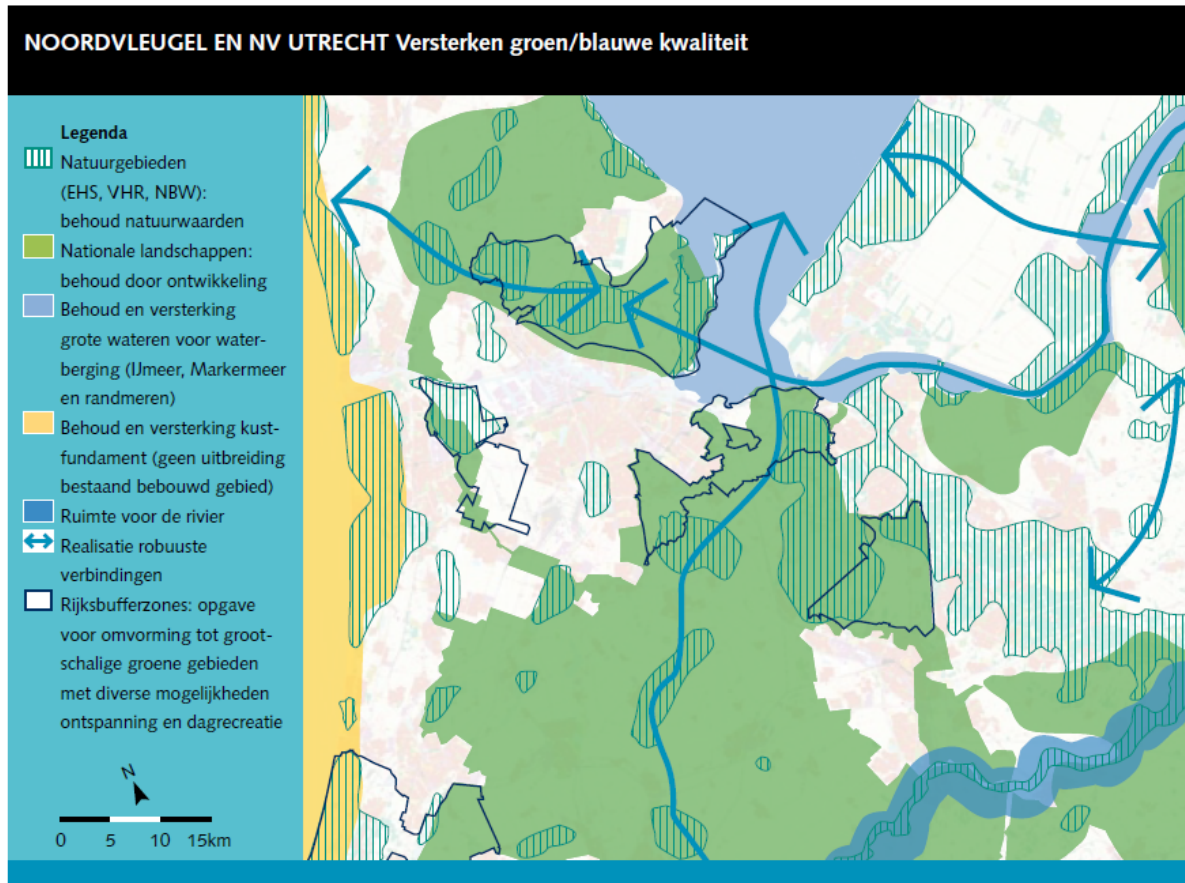 NOORDVLEUGEL EN NV UTRECHT Versterken groen/blauwe kwaliteit
Legenda
Natuurgebieden
(EHS, VHR, NBW):
behoud natuurwaarden
Nationale landschappen:
behoud door ontwikkeling
Behoud en versterking
grote wateren voor water-
berging (IJmeer, Markermeer
en randmeren)
Behoud en versterking kust-
fundament (geen uitbreiding
bestaand bebouwd gebied)
Ruimte voor de rivier
Realisatie robuuste
verbindingen
Rijksbufferzones: opgave
voor omvorming tot groot-
schalige groene gebieden
met diverse mogelijkheden
ontspanning en dagrecreatie
N
0 5 10 15km